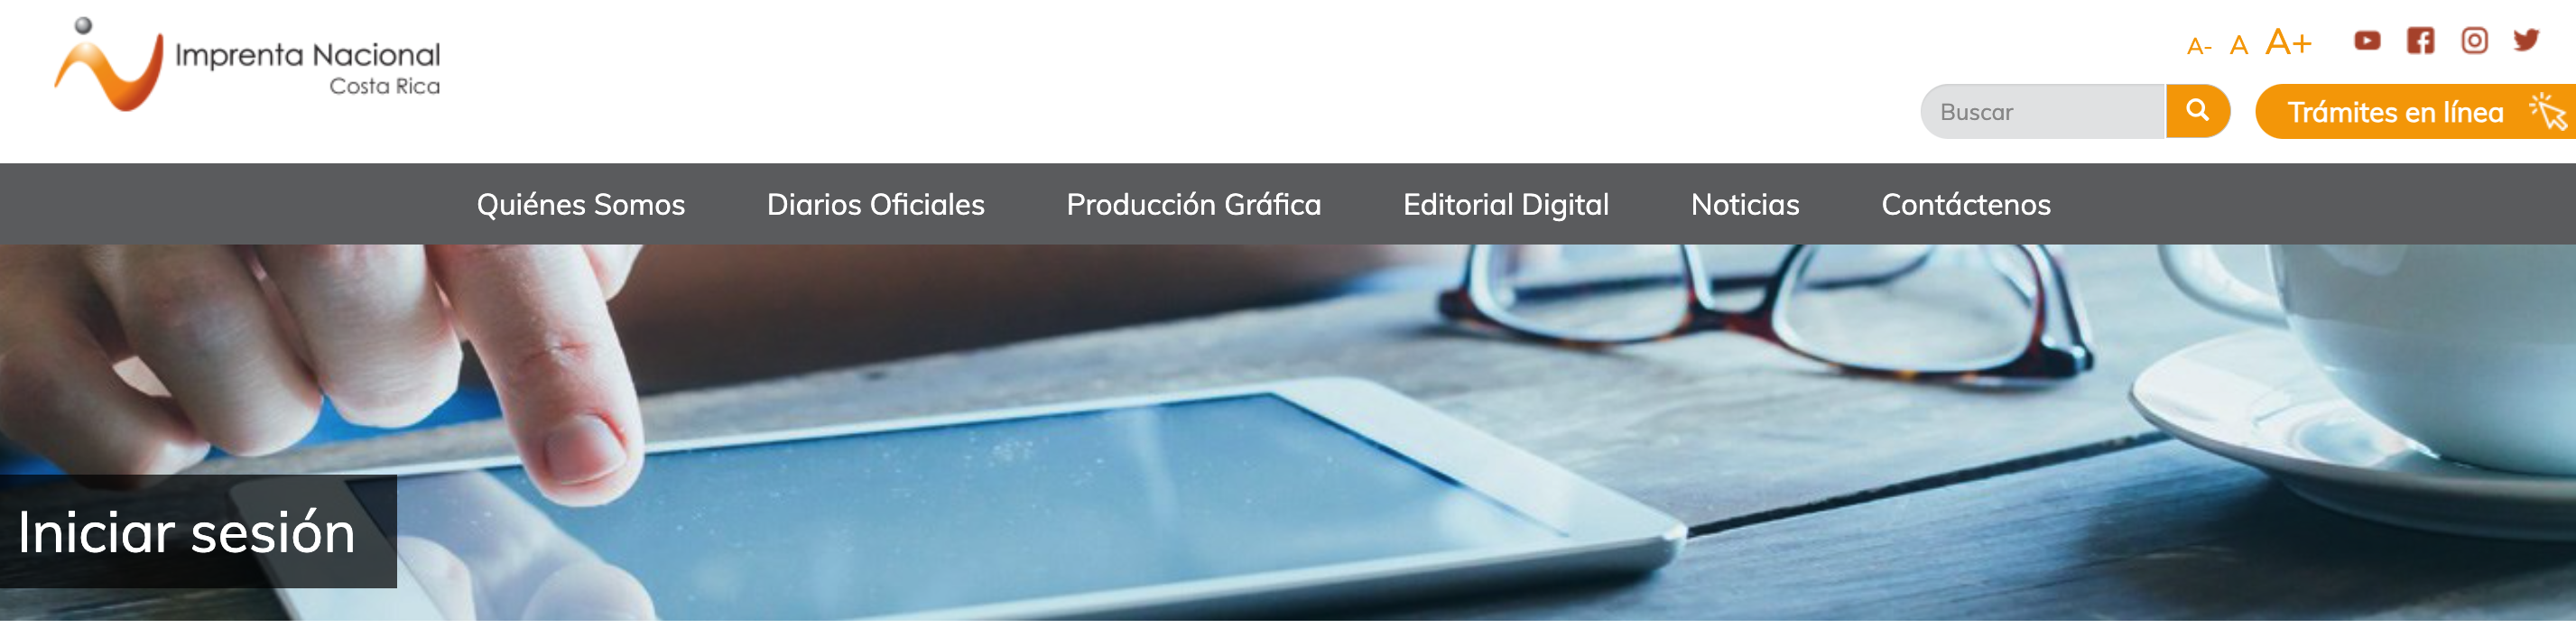 Imprenta Nacional
Costa Rica
A- A A+
Buscar
Trámites en línea
Quiénes Somos Diarios Oficiales Producción Gráfica Editorial Digital Noticias Contáctenos
Iniciar sesión